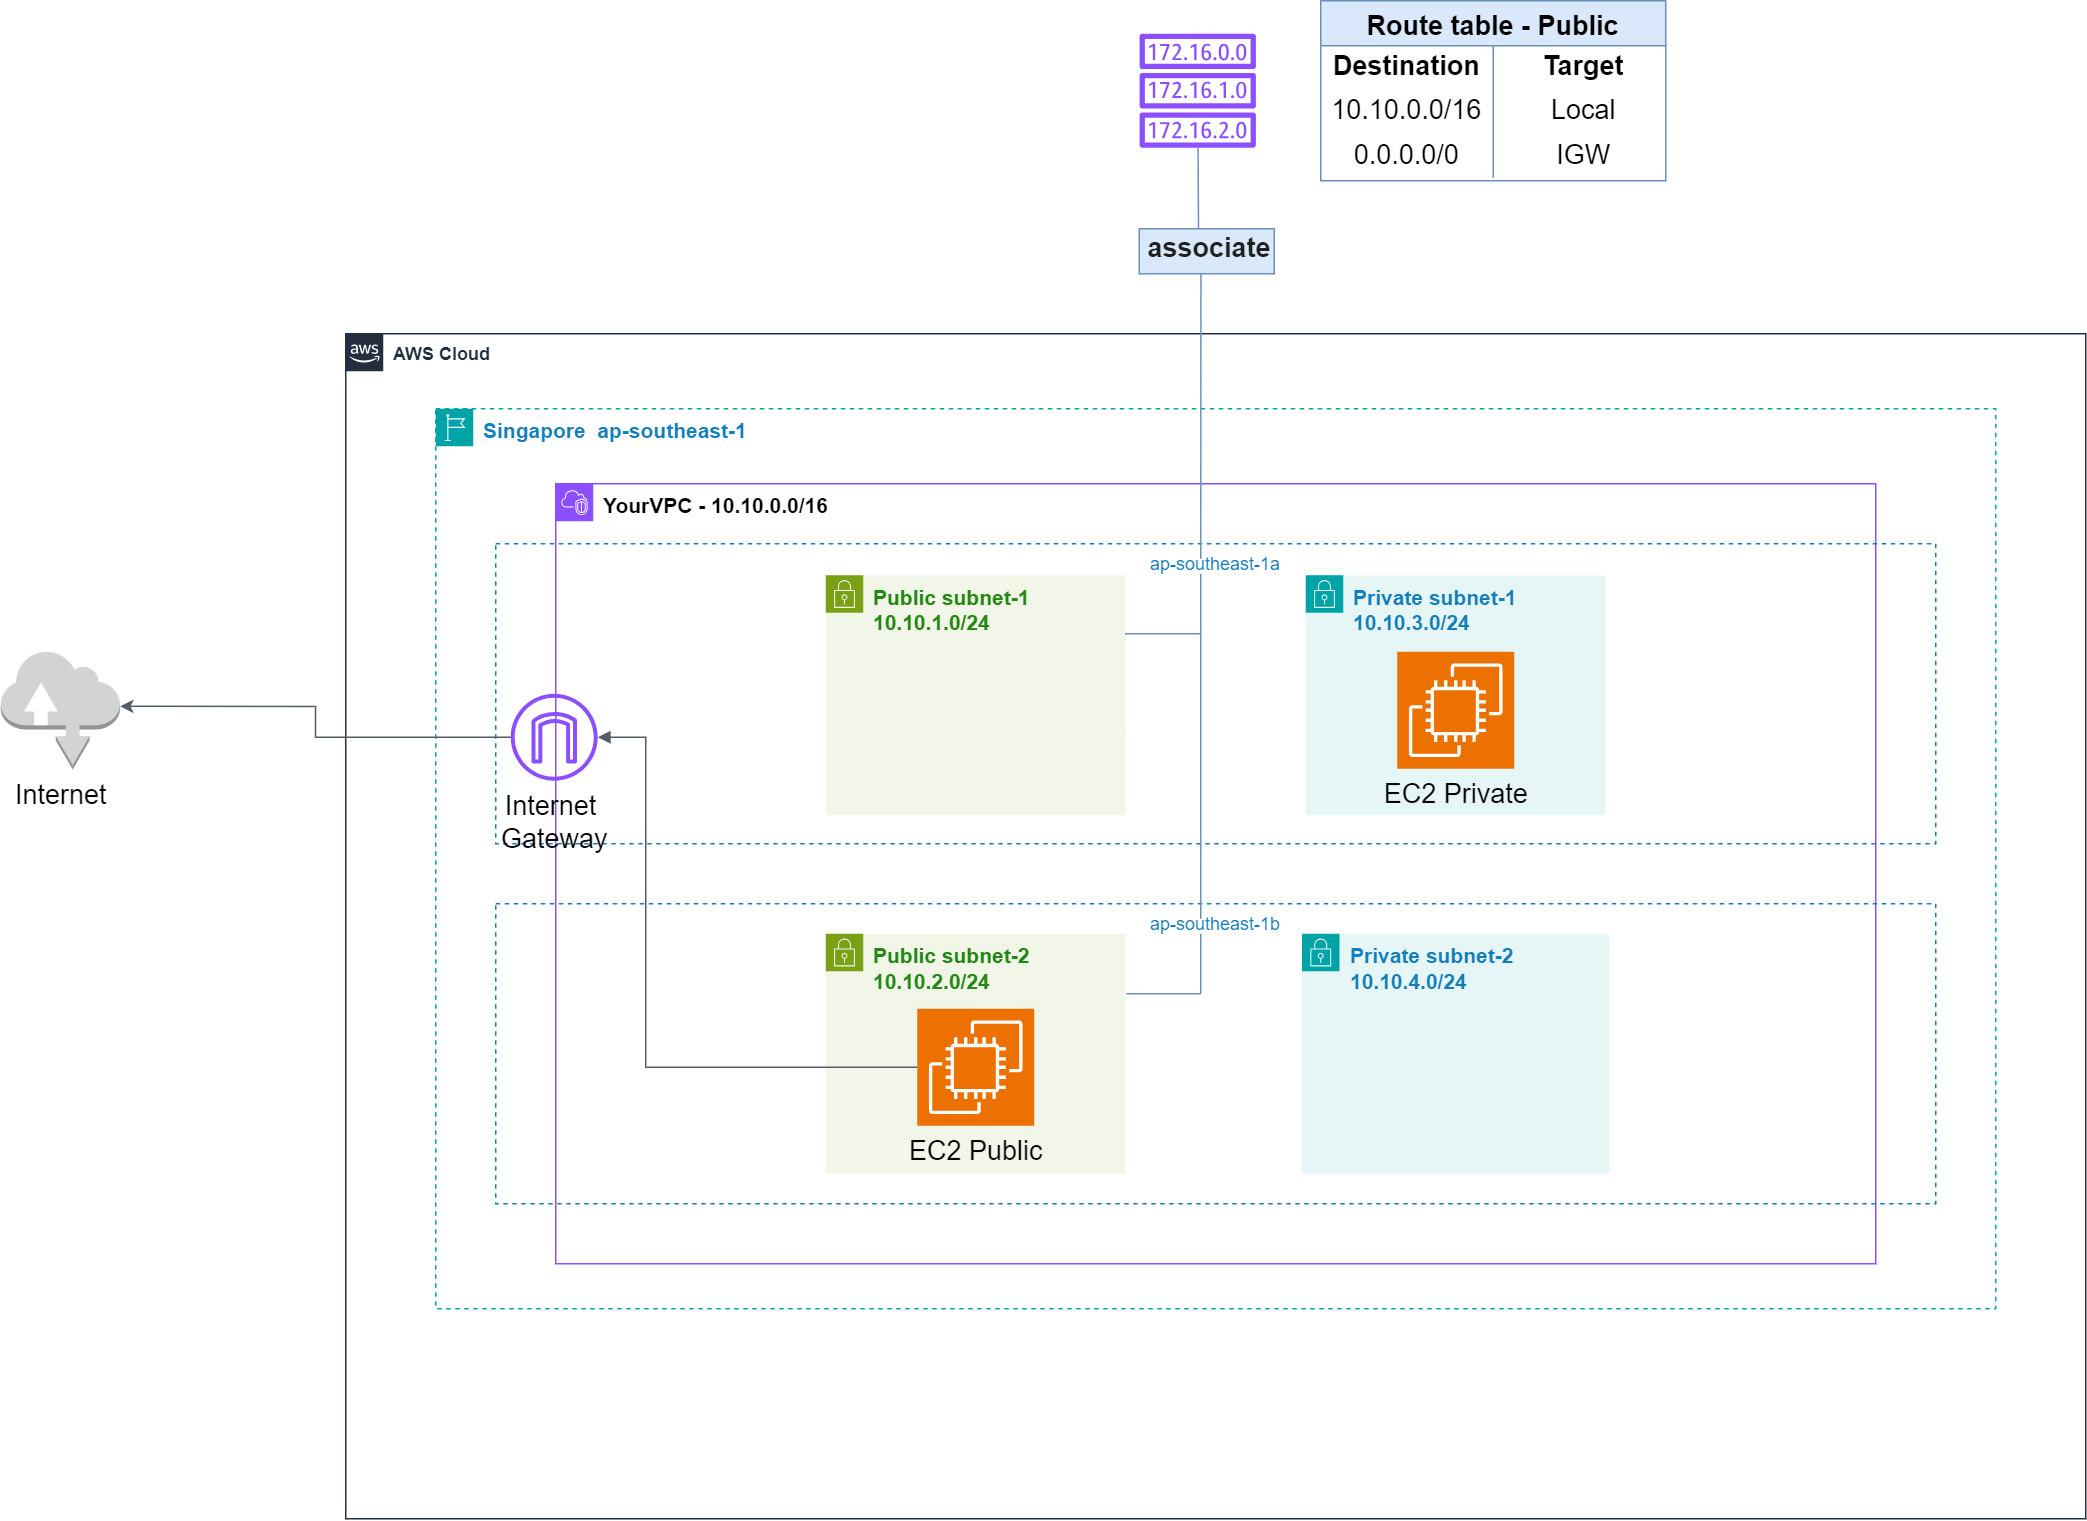 172.16.0.0
172.16.1.0
172.16.2.0
Route table - Public
Destination Target
10.10.0.0/16 Local
0.0.0.0/0 IGW
associate
aws AWS Cloud
Singapore ap-southeast-1
YourVPC - 10.10.0.0/16
ap-southeast-1a
Public subnet-1
10.10.1.0/24
Private subnet-1
10.10.3.0/24
EC2 Private
Internet
Internet
Gateway
ap-southeast-1b
Public subnet-2
10.10.2.0/24
EC2 Public
Private subnet-2
10.10.4.0/24